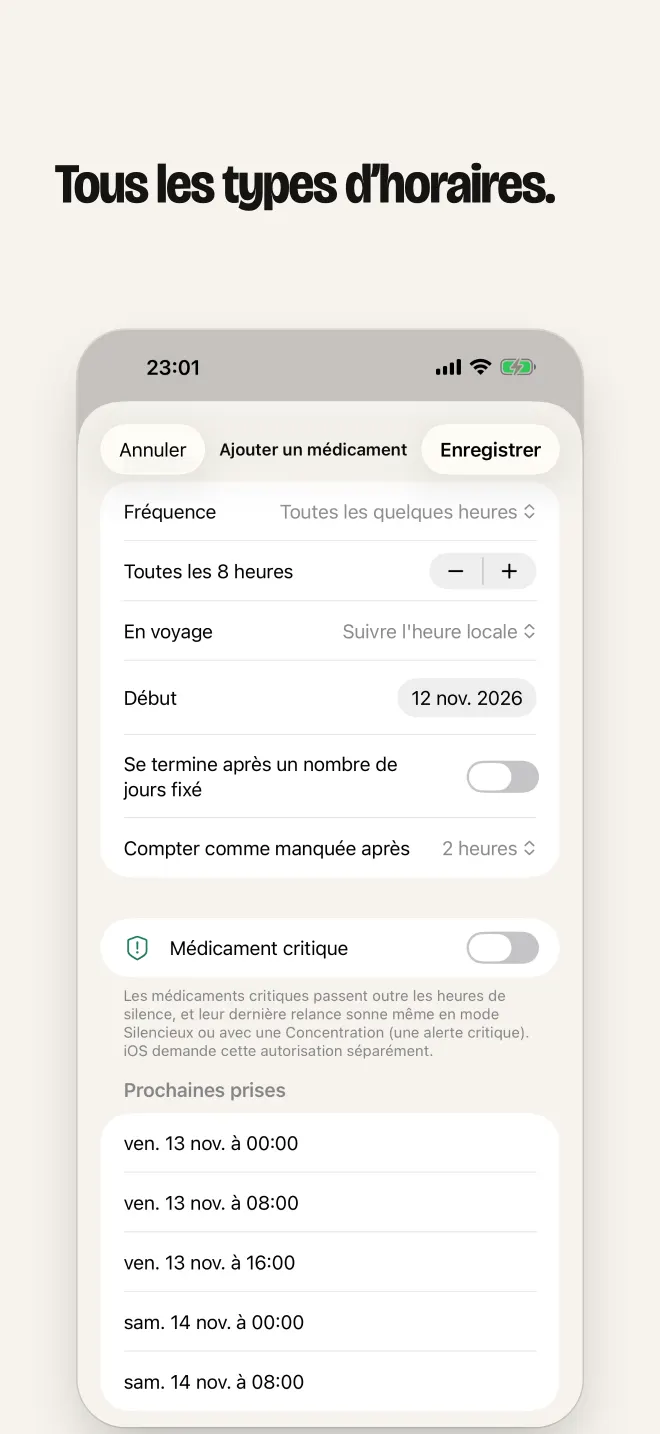 Tous les types d’horaires.
23:01
Annuler
Ajouter un médicament
Enregistrer
Fréquence
Toutes les quelques heures
Toutes les 8 heures
− +
En voyage
Suivre l'heure locale
Début
12 nov. 2026
Se termine après un nombre de
jours fixé
Compter comme manquée après
2 heures
Médicament critique
Les médicaments critiques passent outre les heures de
silence, et leur dernière relance sonne même en mode
Silencieux ou avec une Concentration (une alerte critique).
iOS demande cette autorisation séparément.
Prochaines prises
ven. 13 nov. à 00:00
ven. 13 nov. à 08:00
ven. 13 nov. à 16:00
sam. 14 nov. à 00:00
sam. 14 nov. à 08:00